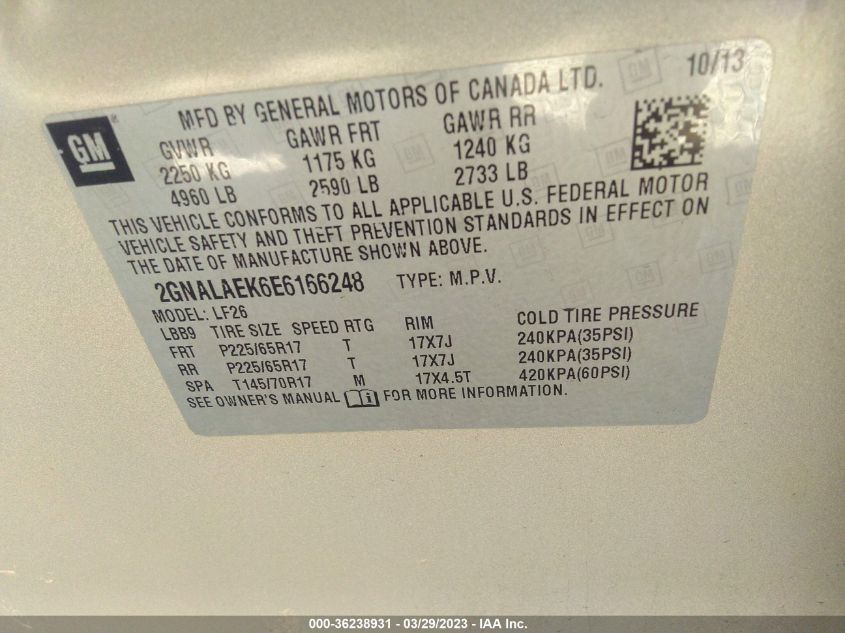 10/13
GM
MFD BY GENERAL MOTORS OF CANADA LTD.
GVWR GAWR FRT GAWR RR
2250 KG 1175 KG 1240 KG
4960 LB 2590 LB 2733 LB
THIS VEHICLE CONFORMS TO ALL APPLICABLE U.S. FEDERAL MOTOR
VEHICLE SAFETY AND THEFT PREVENTION STANDARDS IN EFFECT ON
THE DATE OF MANUFACTURE SHOWN ABOVE.
2GNALAEK6E6166248 TYPE: M.P.V.
MODEL: LF26
LBB9 TIRE SIZE SPEED RTG RIM COLD TIRE PRESSURE
FRT P225/65R17 T 17X7J 240KPA(35PSI)
RR P225/65R17 T 17X7J 240KPA(35PSI)
SPA T145/70R17 M 17X4.5T 420KPA(60PSI)
SEE OWNER'S MANUAL i FOR MORE INFORMATION.
000-36238931 - 03/29/2023 - IAA Inc.